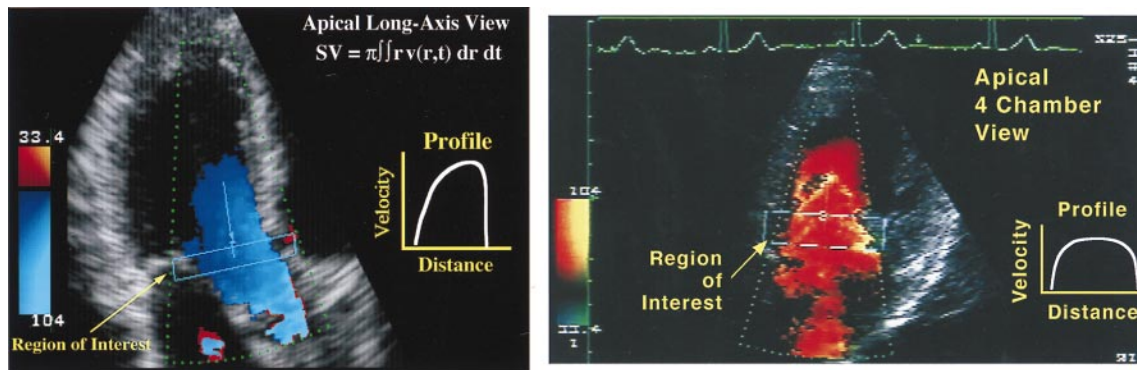 Apical Long-Axis View
SV = π∫∫r v(r,t) dr dt
33.4
104
Profile
Velocity
Distance
Region of Interest
Apical
4 Chamber
View
104
33.4
1
Region
of
Interest
Profile
Velocity
Distance